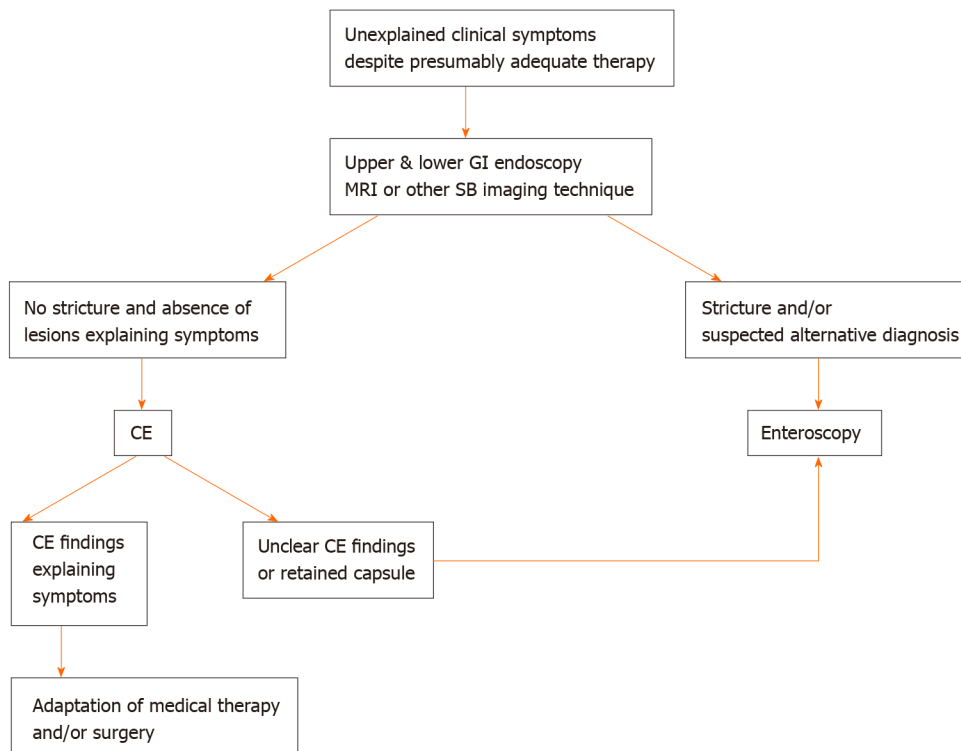 Unexplained clinical symptoms
despite presumably adequate therapy
Upper & lower GI endoscopy
MRI or other SB imaging technique
No stricture and absence of
lesions explaining symptoms
Stricture and/or
suspected alternative diagnosis
CE
Enteroscopy
CE findings
explaining
symptoms
Unclear CE findings
or retained capsule
Adaptation of medical therapy
and/or surgery